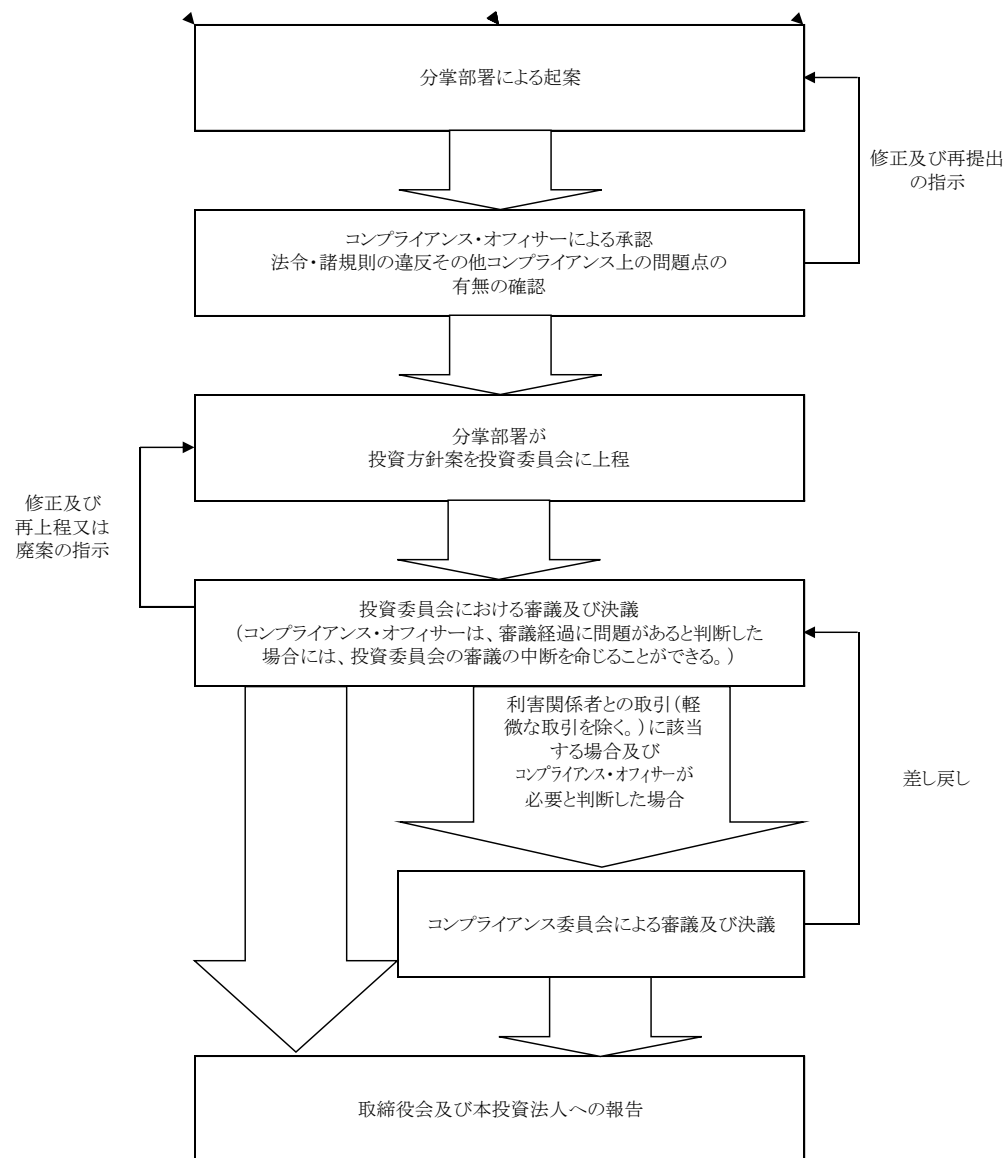 分掌部署による起案
修正及び再提出
の指示
コンプライアンス・オフィサーによる承認
法令・諸規則の違反その他コンプライアンス上の問題点の
有無の確認
分掌部署が
投資方針案を投資委員会に上程
修正及び
再上程又は
廃案の指示
投資委員会における審議及び決議
(コンプライアンス・オフィサーは、審議経過に問題があると判断した
場合には、投資委員会の審議の中断を命じることができる。)
利害関係者との取引(軽
微な取引を除く。)に該当
する場合及び
コンプライアンス・オフィサーが
必要と判断した場合
差し戻し
コンプライアンス委員会による審議及び決議
取締役会及び本投資法人への報告